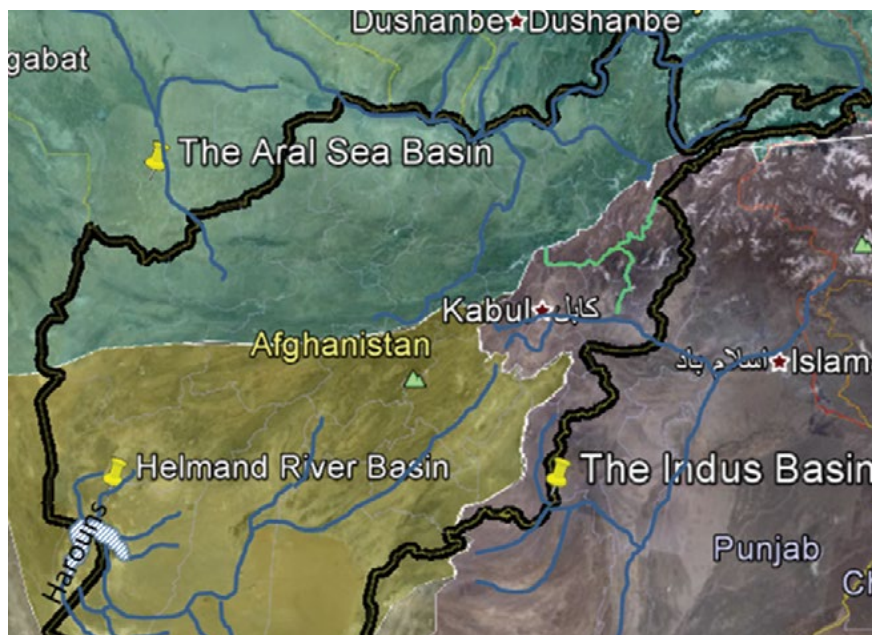 Dushanbe Dushanbe
gabat
The Aral Sea Basin
Kabul کابل
Afghanistan
اسلام باد Islam
Helmand River Basin
The Indus Basin
Harouns
Punjab
Ch